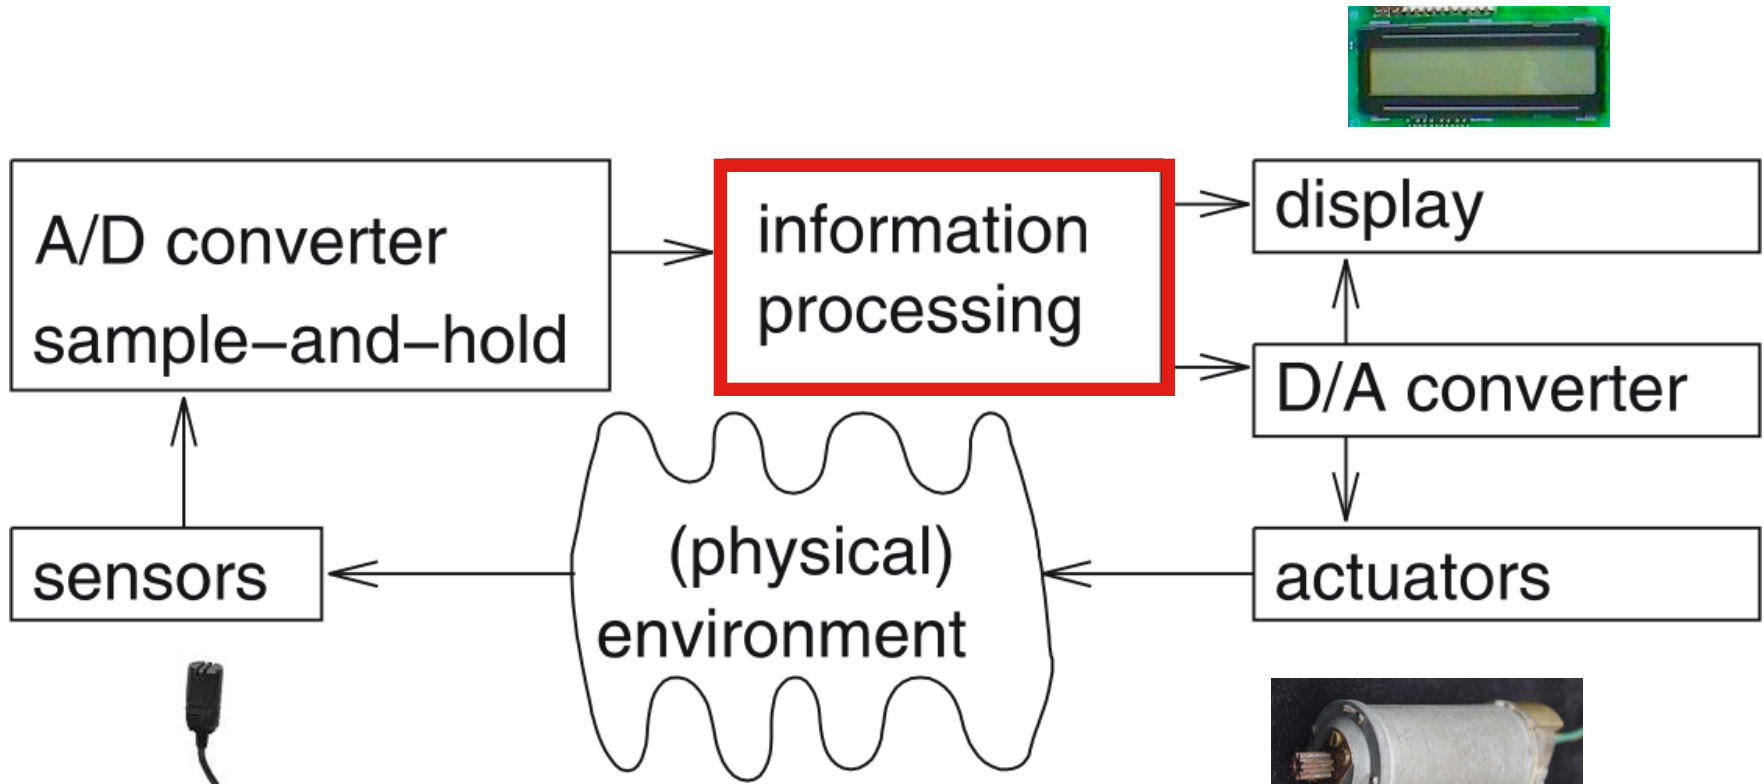 A/D converter
sample–and–hold
information
processing
display
D/A converter
sensors
(physical)
environment
actuators